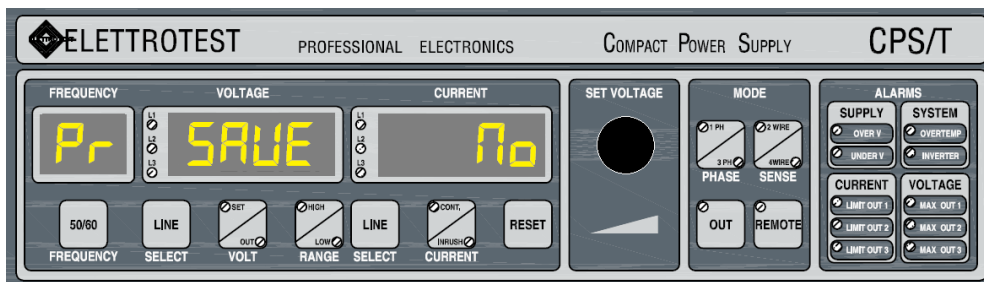 ELETTROTEST PROFESSIONAL ELECTRONICS COMPACT POWER SUPPLY CPS/T
FREQUENCY VOLTAGE CURRENT
Pr
L1
L2
L3
SAVE
L1
L2
L3
No
50/60
FREQUENCY
LINE
SELECT
SET
OUT
VOLT
HIGH
LOW
RANGE
LINE
SELECT
CONT.
INRUSH
CURRENT
RESET
SET VOLTAGE
MODE
1 PH
3 PH
PHASE
2 WIRE
4WIRE
SENSE
OUT
REMOTE
ALARMS
SUPPLY
OVER V
UNDER V
SYSTEM
OVERTEMP
INVERTER
CURRENT
LIMIT OUT 1
LIMIT OUT 2
LIMIT OUT 3
VOLTAGE
MAX OUT 1
MAX OUT 2
MAX OUT 3